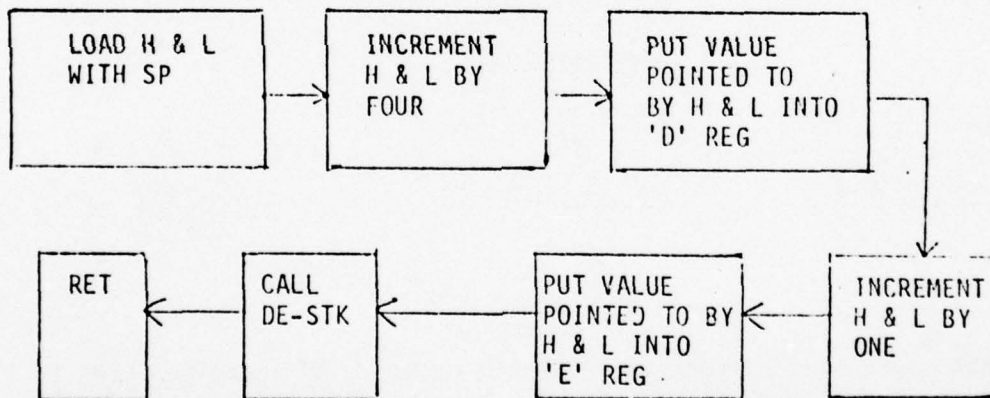 LOAD H & L
WITH SP
INCREMENT
H & L BY
FOUR
PUT VALUE
POINTED TO
BY H & L INTO
'D' REG
INCREMENT
H & L BY
ONE
PUT VALUE
POINTED TO BY
H & L INTO
'E' REG
CALL
DE-STK
RET